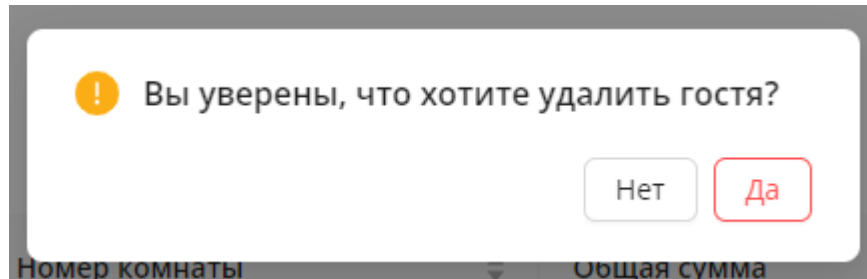 Вы уверены, что хотите удалить гостя?
Нет Да
Номер комнаты Общая сумма